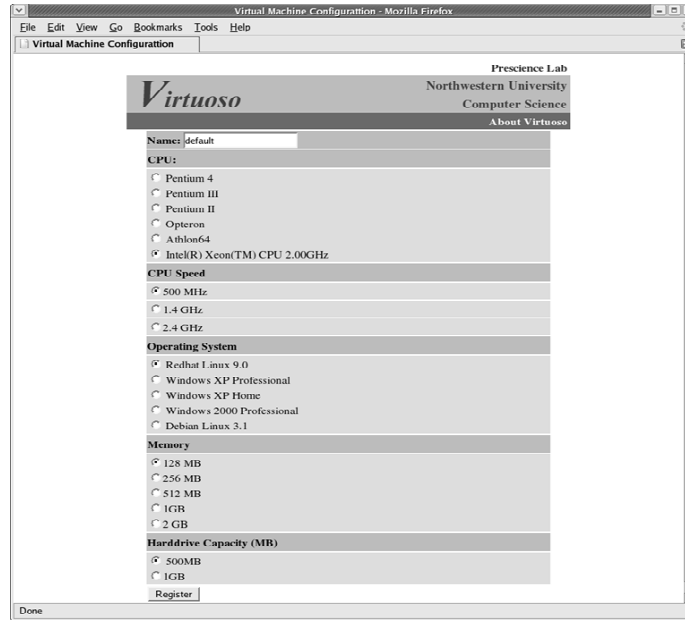 Virtual Machine Configurattion - Mozilla Firefox
File Edit View Go Bookmarks Tools Help
Virtual Machine Configurattion
Prescience Lab
Virtuoso
Northwestern University
Computer Science
About Virtuoso
Name: default
CPU:
Pentium 4
Pentium III
Pentium II
Opteron
Athlon64
Intel(R) Xeon(TM) CPU 2.00GHz
CPU Speed
500 MHz
1.4 GHz
2.4 GHz
Operating System
Redhat Linux 9.0
Windows XP Professional
Windows XP Home
Windows 2000 Professional
Debian Linux 3.1
Memory
128 MB
256 MB
512 MB
1GB
2 GB
Harddrive Capacity (MB)
500MB
1GB
Register
Done